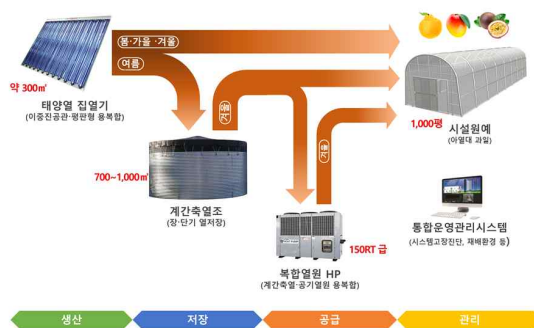 봄·가을·겨울
여름
약 300㎡
태양열 집열기
(이중진공관·평판형 융복합)
1,000평
시설원예
(아열대 과일)
700~1,000㎥
계간축열조
(장·단기 열저장)
통합운영관리시스템
(시스템고장진단, 재배환경 등)
150RT 급
복합열원 HP
(계간축열·공기열원 융복합)
생산
저장
공급
관리